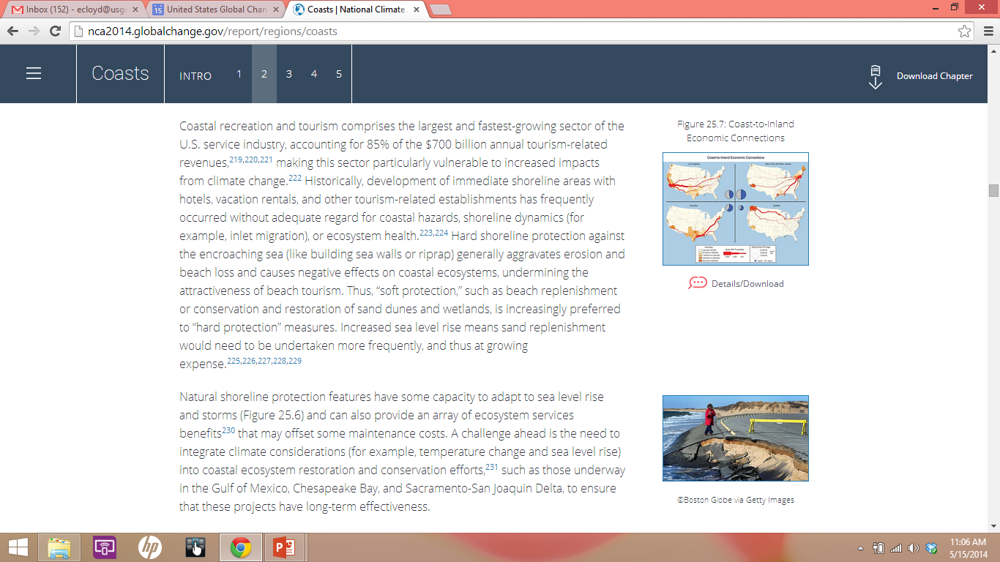 Inbox (152) - ecloyd@usg
United States Global Chan
Coasts | National Climate
nca2014.globalchange.gov/report/regions/coasts
Coasts
INTRO 1 2 3 4 5
Download Chapter
Coastal recreation and tourism comprises the largest and fastest-growing sector of the
U.S. service industry, accounting for 85% of the $700 billion annual tourism-related
revenues,219,220,221 making this sector particularly vulnerable to increased impacts
from climate change.222 Historically, development of immediate shoreline areas with
hotels, vacation rentals, and other tourism-related establishments has frequently
occurred without adequate regard for coastal hazards, shoreline dynamics (for
example, inlet migration), or ecosystem health.223,224 Hard shoreline protection against
the encroaching sea (like building sea walls or riprap) generally aggravates erosion and
beach loss and causes negative effects on coastal ecosystems, undermining the
attractiveness of beach tourism. Thus, “soft protection,” such as beach replenishment
or conservation and restoration of sand dunes and wetlands, is increasingly preferred
to “hard protection” measures. Increased sea level rise means sand replenishment
would need to be undertaken more frequently, and thus at growing
expense.225,226,227,228,229
Natural shoreline protection features have some capacity to adapt to sea level rise
and storms (Figure 25.6) and can also provide an array of ecosystem services
benefits230 that may offset some maintenance costs. A challenge ahead is the need to
integrate climate considerations (for example, temperature change and sea level rise)
into coastal ecosystem restoration and conservation efforts,231 such as those underway
in the Gulf of Mexico, Chesapeake Bay, and Sacramento-San Joaquin Delta, to ensure
that these projects have long-term effectiveness.
Figure 25.7: Coast-to-Inland
Economic Connections
Coast-to-Inland Economic Connections
Los Angeles
New York and New Jersey
Houston
Seattle
Details/Download
©Boston Globe via Getty Images
11:06 AM
5/15/2014